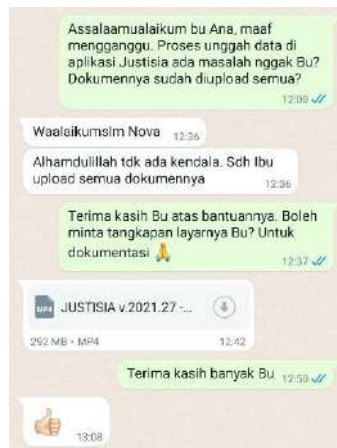 Assalaamualaikum bu Ana, maaf
mengganggu. Proses unggah data di
aplikasi Justisia ada masalah nggak Bu?
Dokumennya sudah diupload semua?
12:00
Waalaikumslm Nova 12:36
Alhamdulillah tdk ada kendala. Sdh Ibu
upload semua dokumennya
12:36
Terima kasih Bu atas bantuannya. Boleh
minta tangkapan layarnya Bu? Untuk
dokumentasi 🙏
12:37
MP4 JUSTISIA v.2021.27 -...
292 MB • MP4 12.42
Terima kasih banyak Bu 12:50
13:08